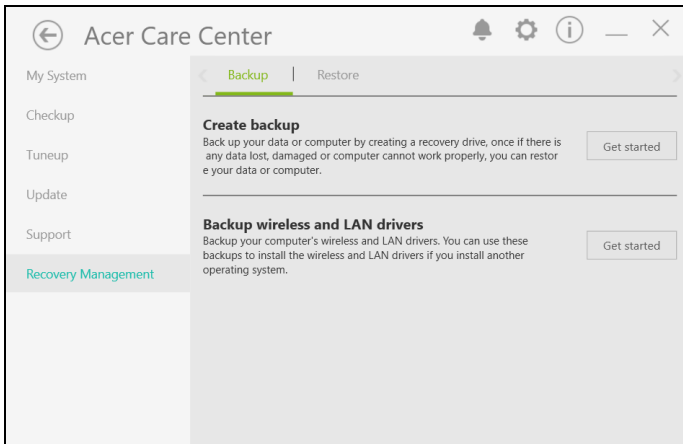 Acer Care Center
My System
Checkup
Tuneup
Update
Support
Recovery Management
Backup
Restore
Create backup
Back up your data or computer by creating a recovery drive, once if there is
any data lost, damaged or computer cannot work properly, you can restor
e your data or computer.
Get started
Backup wireless and LAN drivers
Backup your computer's wireless and LAN drivers. You can use these
backups to install the wireless and LAN drivers if you install another
operating system.
Get started